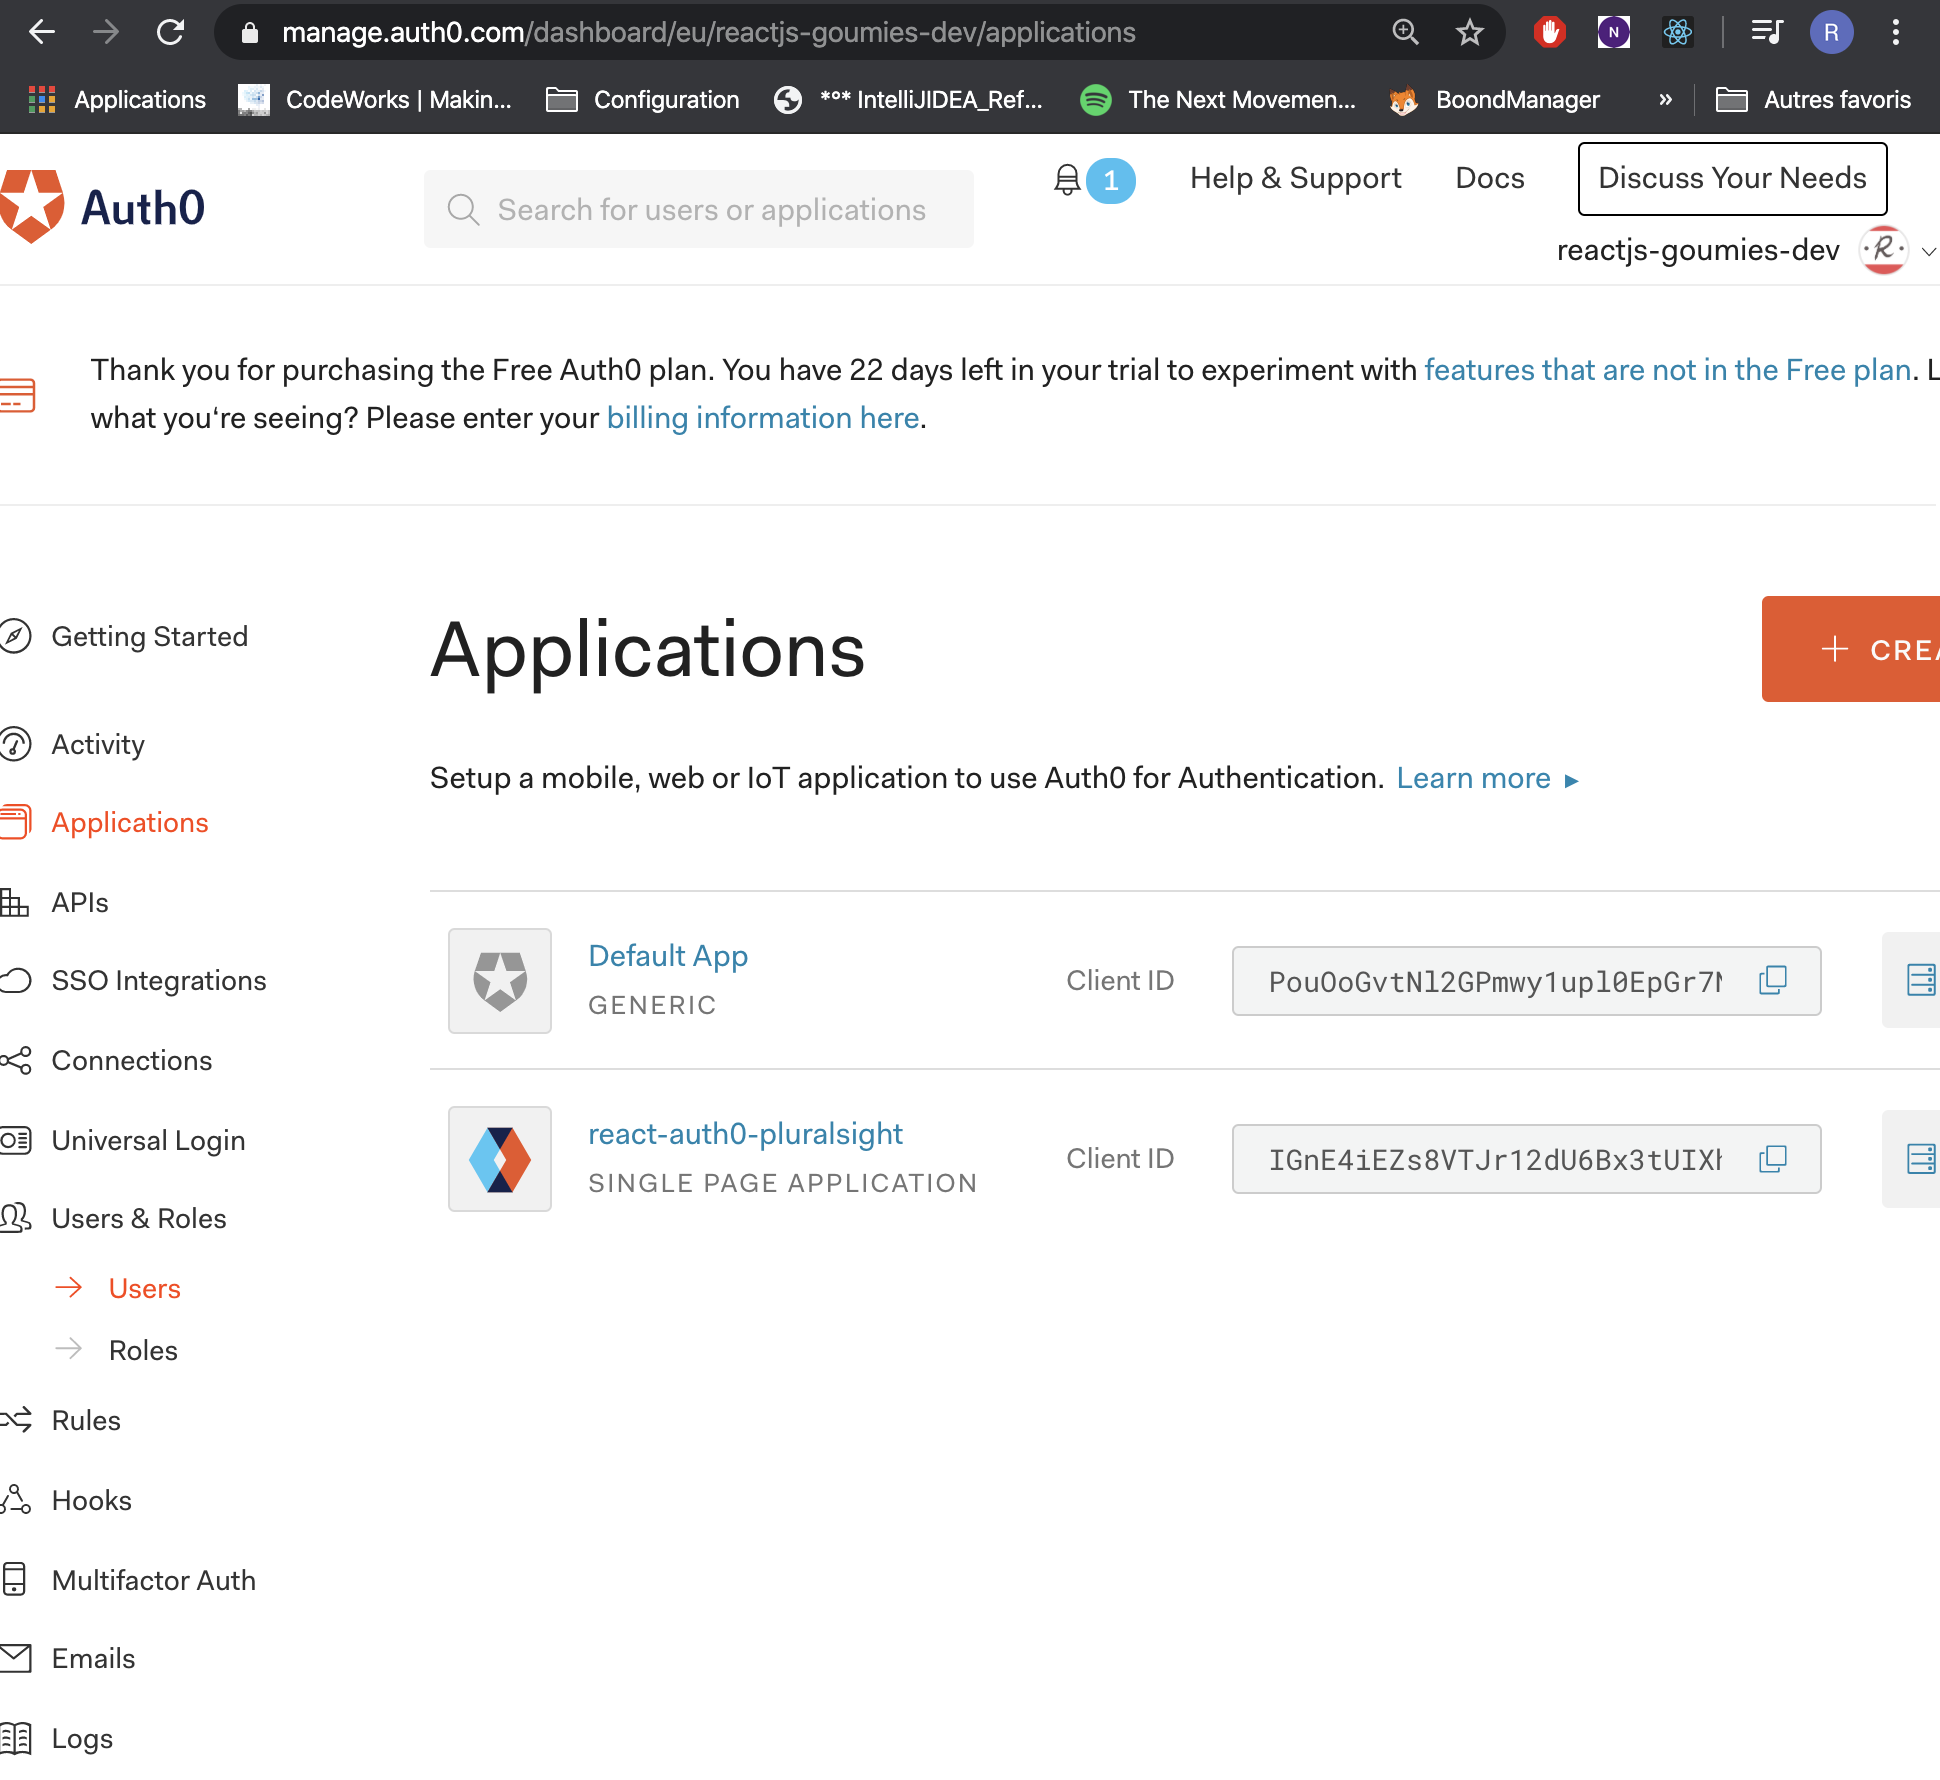 manage.auth0.com/dashboard/eu/reactjs-goumies-dev/applications
N
R
Applications
CodeWorks | Makin...
Configuration
*°* IntelliJIDEA_Ref...
The Next Movemen...
BoondManager
»
Autres favoris
Auth0
Search for users or applications
1
Help & Support
Docs
Discuss Your Needs
reactjs-goumies-dev
R
Thank you for purchasing the Free Auth0 plan. You have 22 days left in your trial to experiment with features that are not in the Free plan. L
what you‘re seeing? Please enter your billing information here.
Getting Started
Activity
Applications
APIs
SSO Integrations
Connections
Universal Login
Users & Roles
Users
Roles
Rules
Hooks
Multifactor Auth
Emails
Logs
Applications
+ CREA
Setup a mobile, web or IoT application to use Auth0 for Authentication. Learn more ▸
Default App
GENERIC
Client ID
PouOoGvtNl2GPmwy1upl0EpGr7
react-auth0-pluralsight
SINGLE PAGE APPLICATION
Client ID
IGnE4iEZs8VTJr12dU6Bx3tUIX